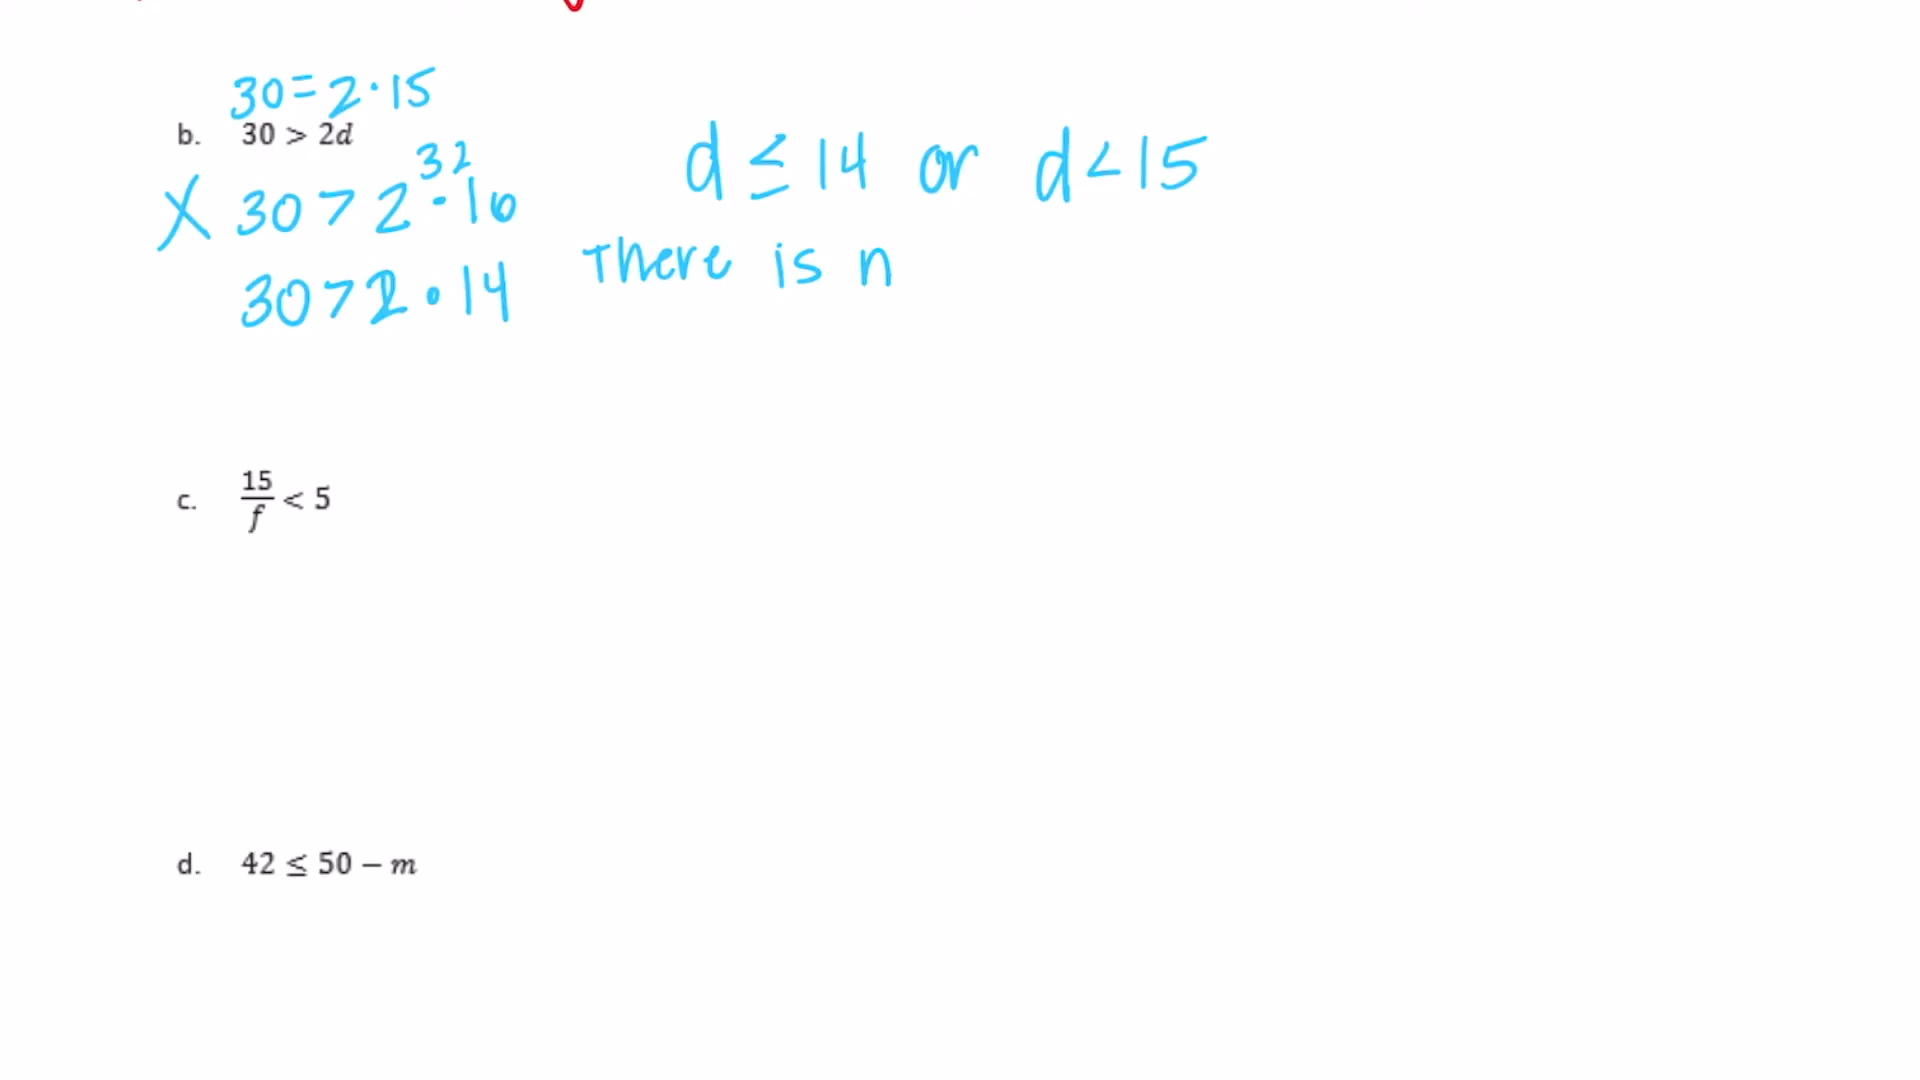 30=2·15
b. 30 > 2d
d ≤ 14 or d<15
32
X 30>2·16
There is n
30>2·14
c. 15/f < 5
d. 42 ≤ 50 − m